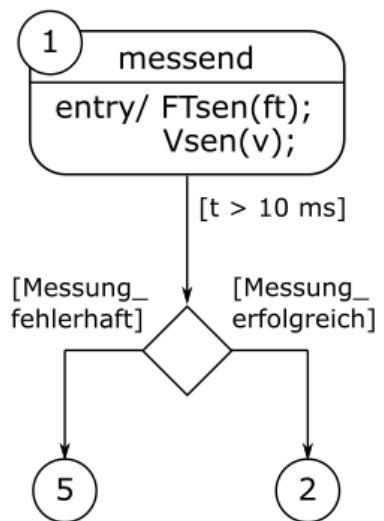 1
messend
entry/ FTsen(ft);
Vsen(v);
[t > 10 ms]
[Messung_
fehlerhaft]
[Messung_
erfolgreich]
5
2